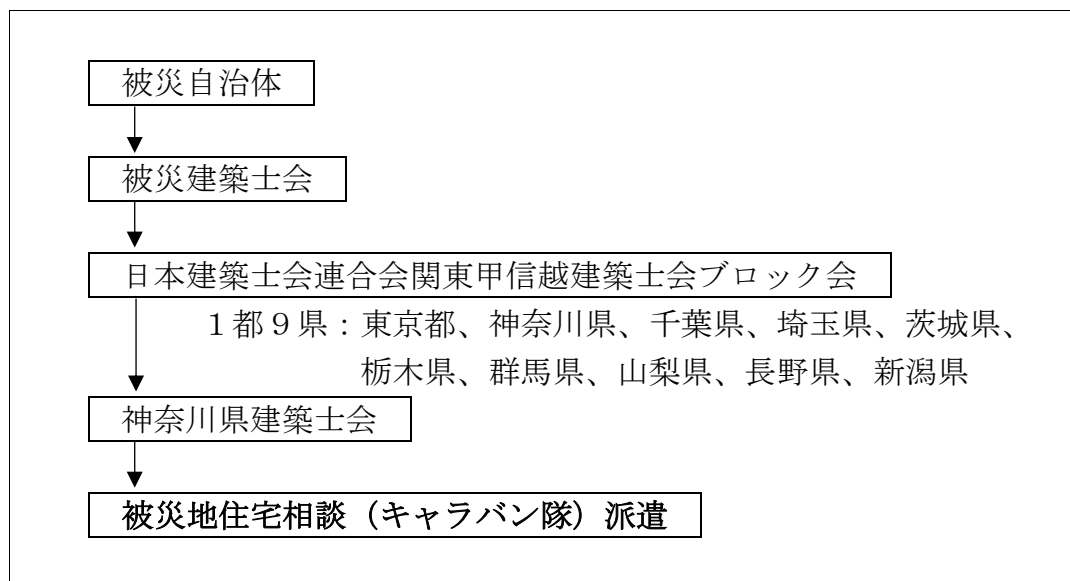 被災自治体
被災建築士会
日本建築士会連合会関東甲信越建築士会ブロック会
１都９県：東京都、神奈川県、千葉県、埼玉県、茨城県、
栃木県、群馬県、山梨県、長野県、新潟県
神奈川県建築士会
被災地住宅相談（キャラバン隊）派遣